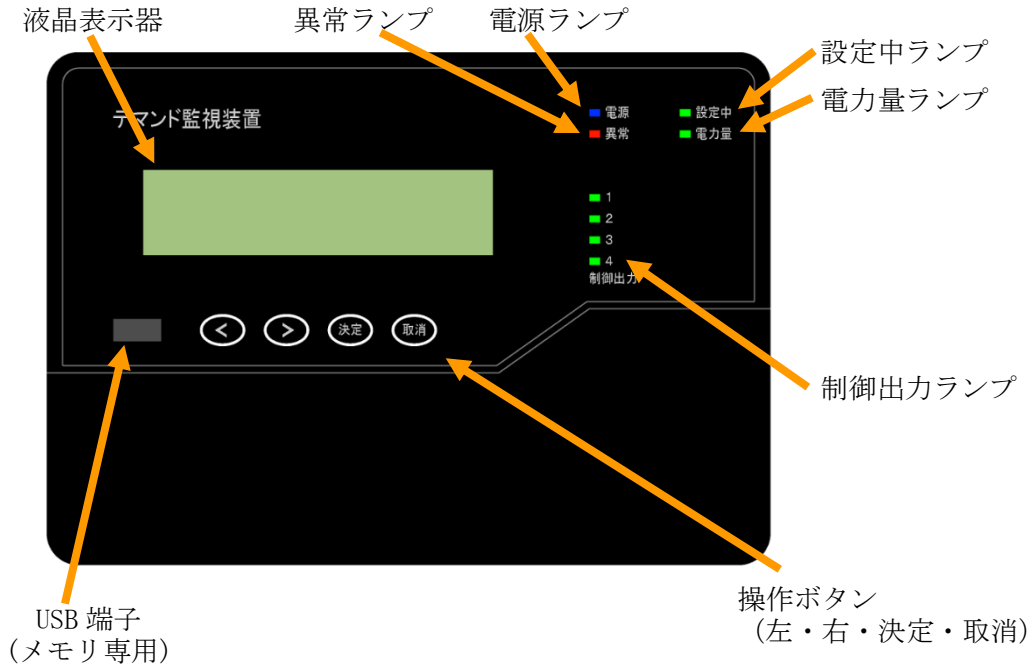 液晶表示器
異常ランプ
電源ランプ
設定中ランプ
電力量ランプ
デマンド監視装置
電源
設定中
異常
電力量
1
2
3
4
制御出力
<
>
決定
取消
制御出力ランプ
USB 端子
(メモリ専用)
操作ボタン
(左・右・決定・取消)